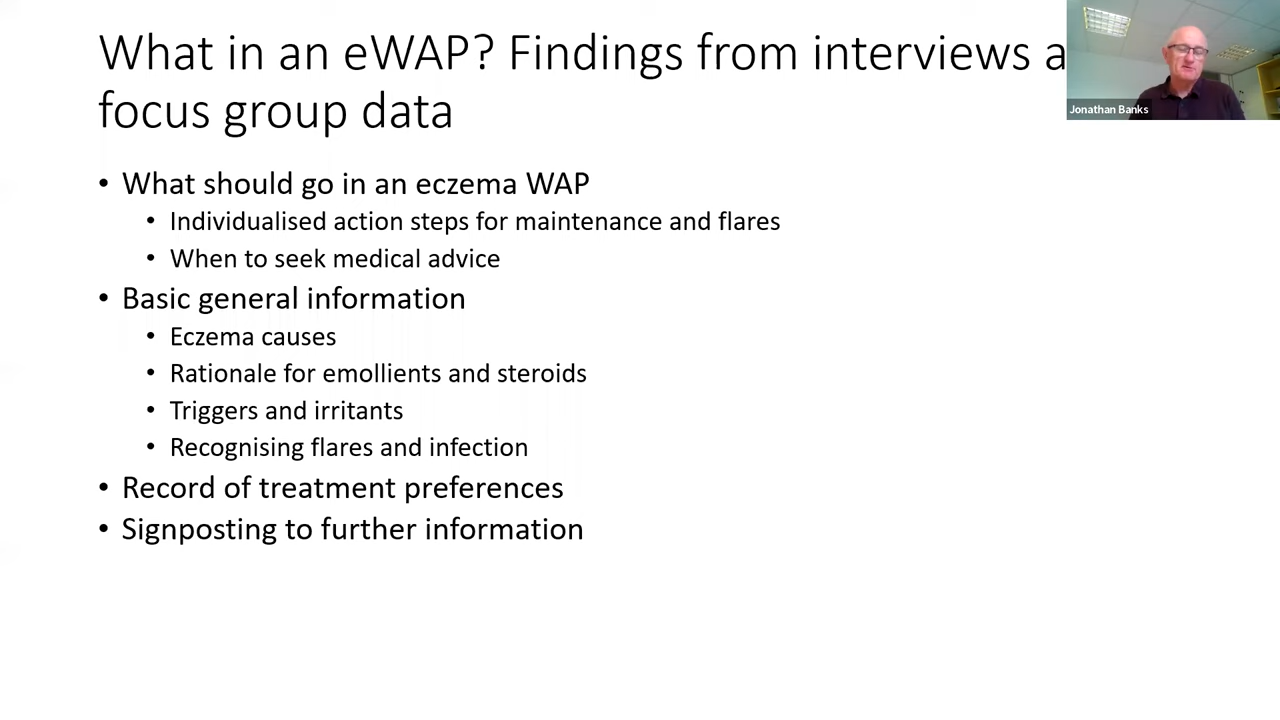 What in an eWAP? Findings from interviews a
focus group data
Jonathan Banks
• What should go in an eczema WAP
• Individualised action steps for maintenance and flares
• When to seek medical advice
• Basic general information
• Eczema causes
• Rationale for emollients and steroids
• Triggers and irritants
• Recognising flares and infection
• Record of treatment preferences
• Signposting to further information